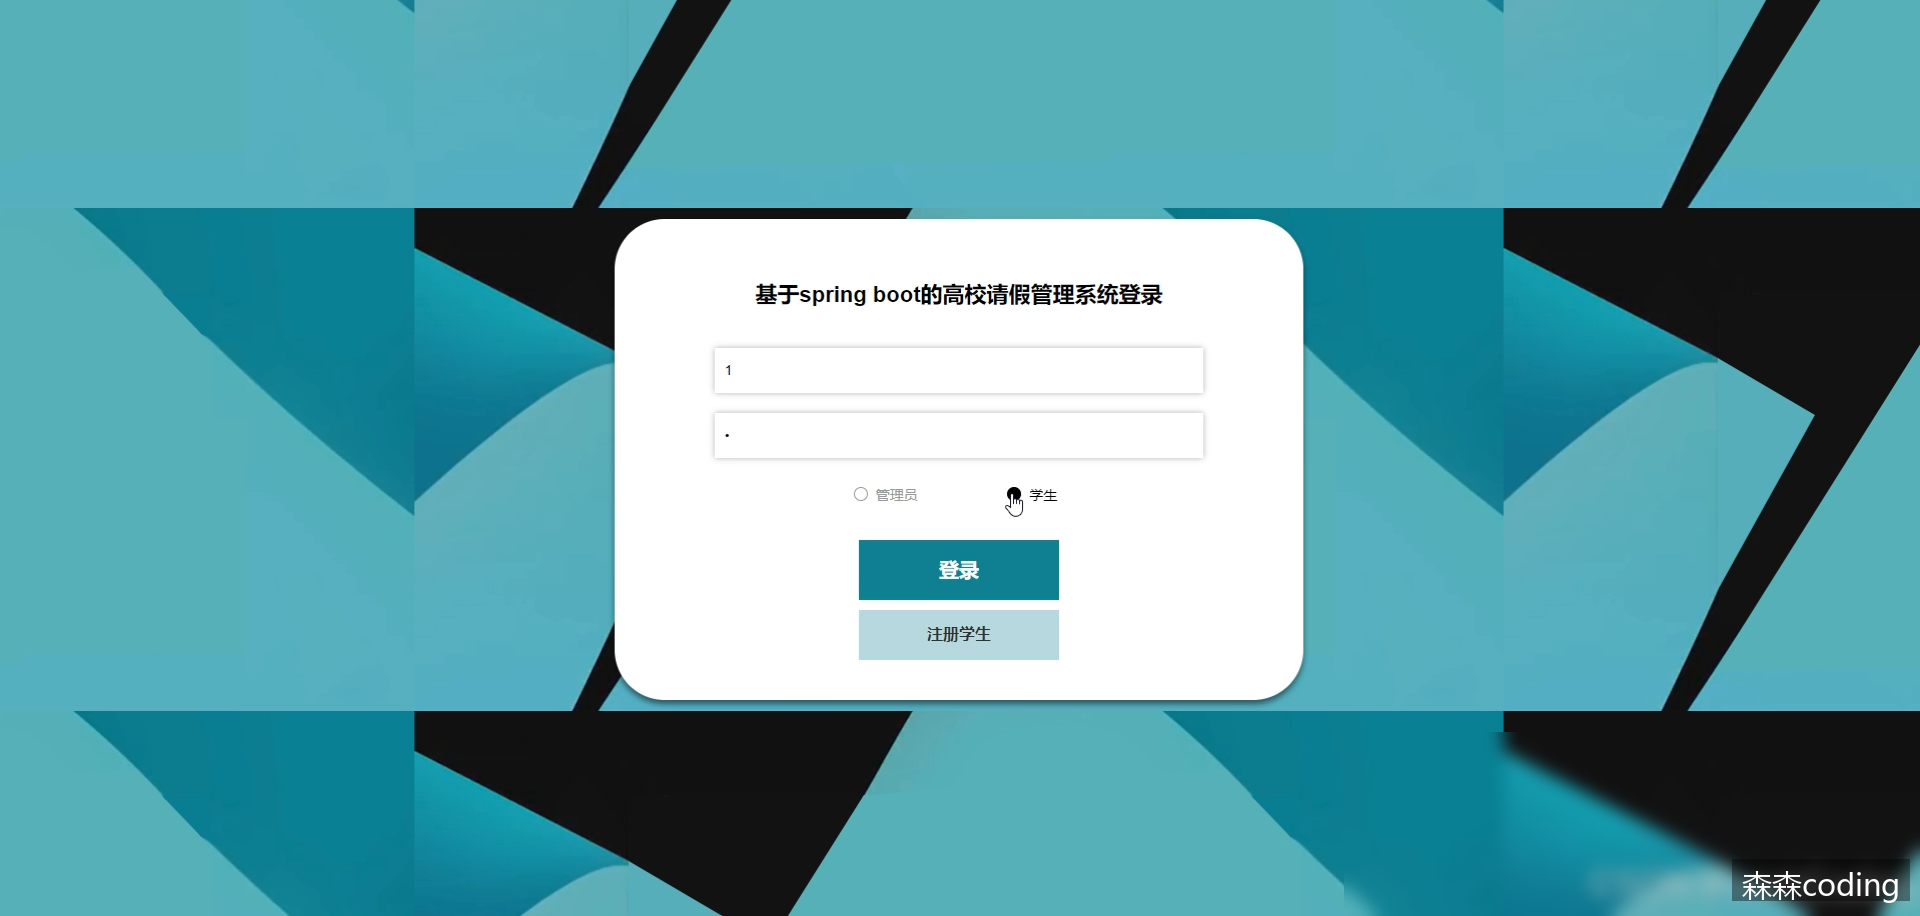 基于spring boot的高校请假管理系统登录
1
管理员
学生
登录
注册学生
森森coding